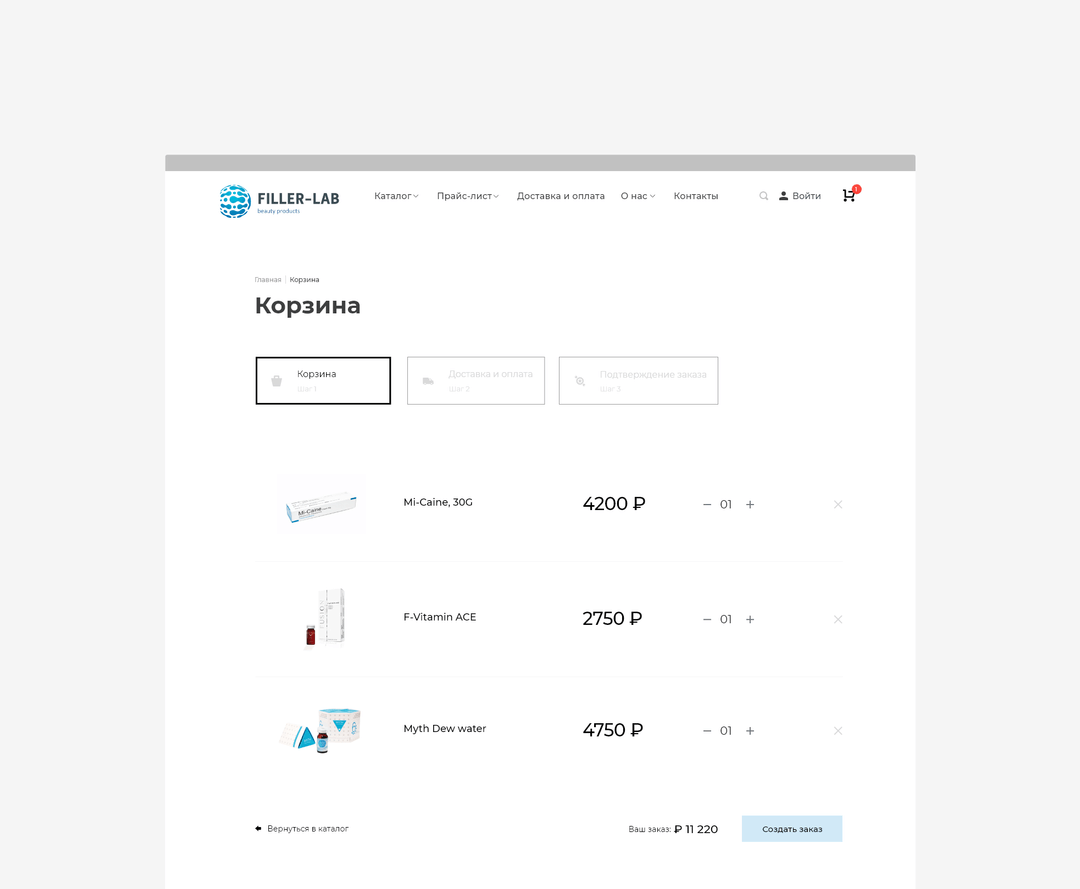 FILLER-LAB
beauty products
Каталог
Прайс-лист
Доставка и оплата
О нас
Контакты
Войти
1
Главная | Корзина
Корзина
Корзина
Шаг 1
Доставка и оплата
Шаг 2
Подтверждение заказа
Шаг 3
Mi-Caine
Mi-Caine, 30G
4200 ₽
— 01 +
F-Vitamin ACE
2750 ₽
— 01 +
Myth Dew water
4750 ₽
— 01 +
Вернуться в каталог
Ваш заказ: ₽ 11 220
Создать заказ